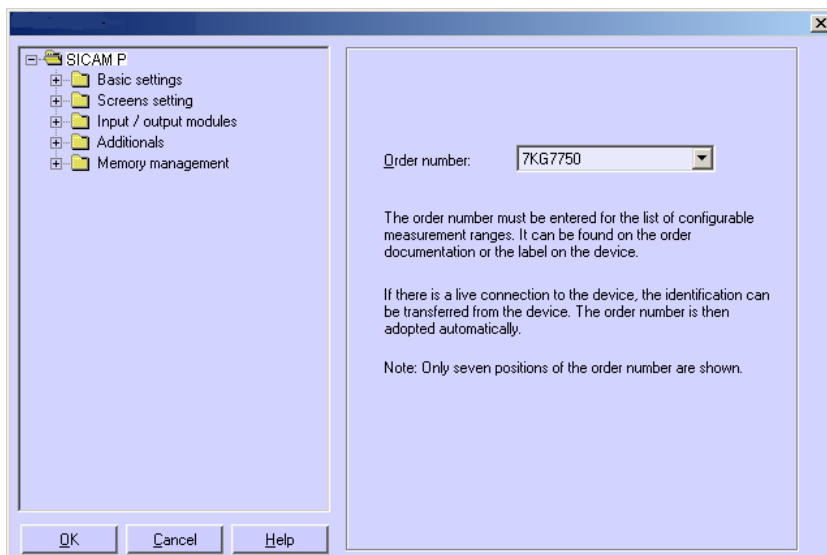 SICAM P
Basic settings
Screens setting
Input / output modules
Additionals
Memory management
Order number: 7KG7750
The order number must be entered for the list of configurable
measurement ranges. It can be found on the order
documentation or the label on the device.
If there is a live connection to the device, the identification can
be transferred from the device. The order number is then
adopted automatically.
Note: Only seven positions of the order number are shown.
OK Cancel Help